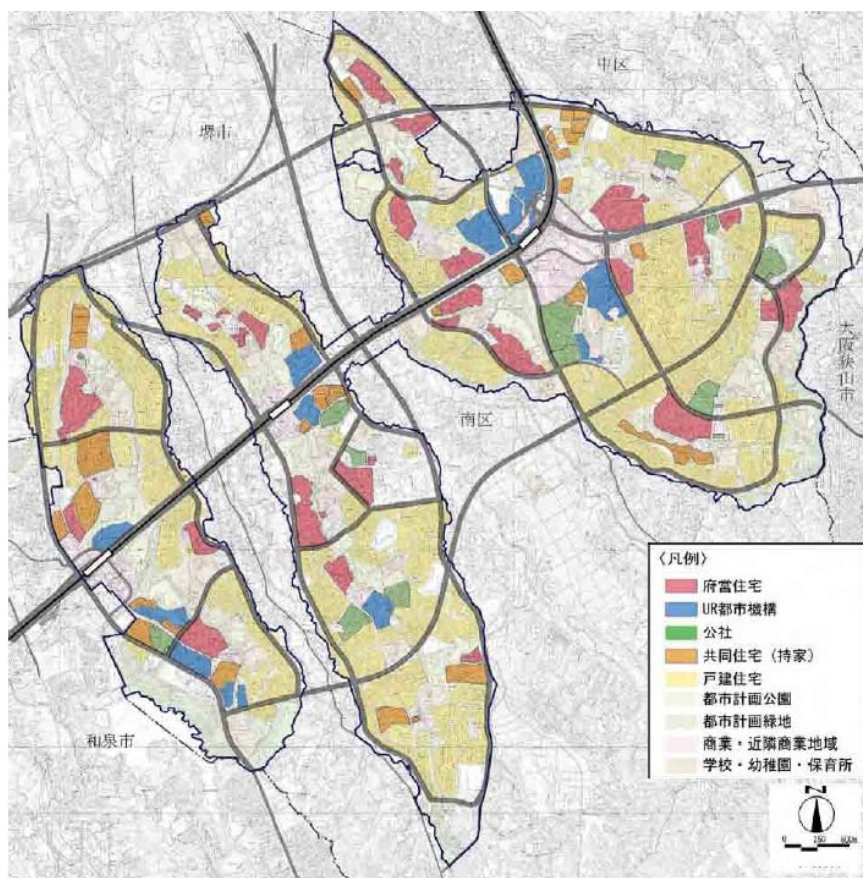 中区
堺市
大阪狭山市
南区
和泉市
〈凡例〉
府営住宅
UR都市機構
公社
共同住宅（持家）
戸建住宅
都市計画公園
都市計画緑地
商業・近隣商業地域
学校・幼稚園・保育所
N
0 250 500m